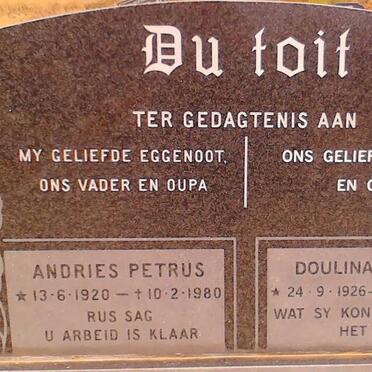 Du toit
TER GEDAGTENIS AAN
MY GELIEFDE EGGENOOT,
ONS VADER EN OUPA
ONS GELIEF
EN
ANDRIES PETRUS
★ 13-6-1920 — † 10-2-1980
RUS SAG
U ARBEID IS KLAAR
DOULINA
★ 24-9-1926-
WAT SY KON
HET